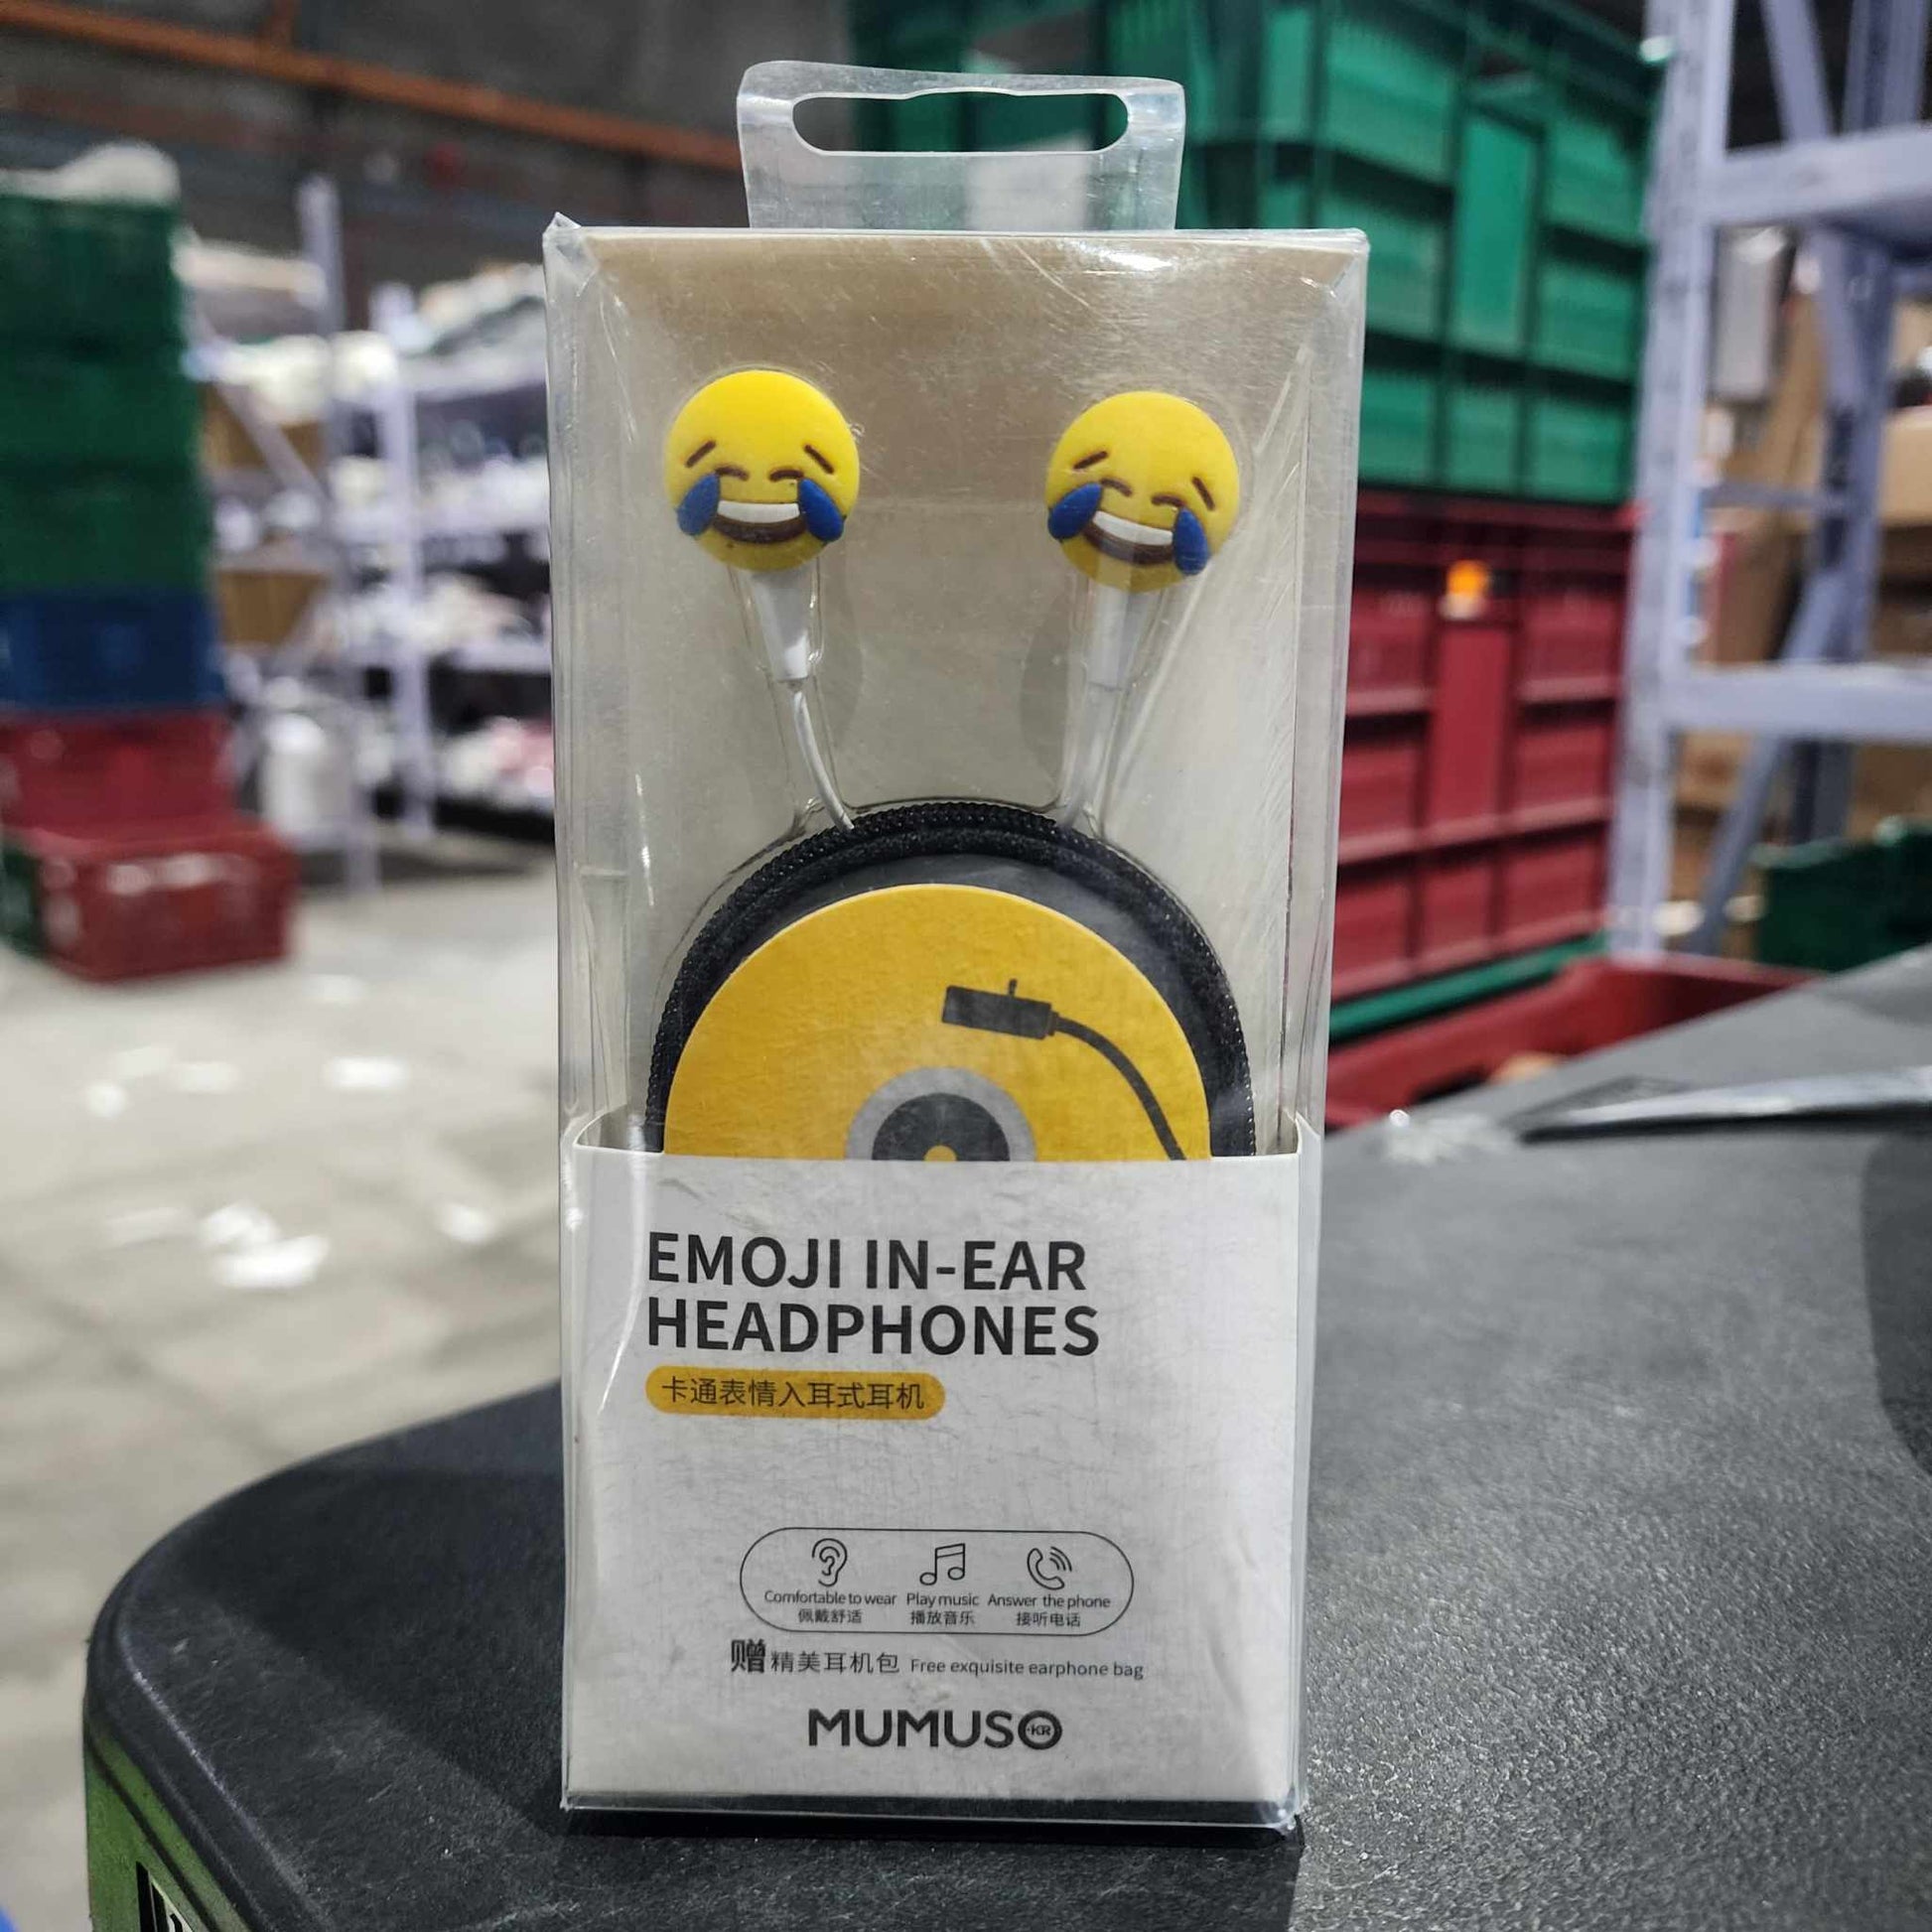 EMOJI IN-EAR
HEADPHONES
卡通表情入耳式耳机
Comfortable to wear Play music Answer the phone
佩戴舒适 播放音乐 接听电话
赠精美耳机包 Free exquisite earphone bag
MUMUSO KR